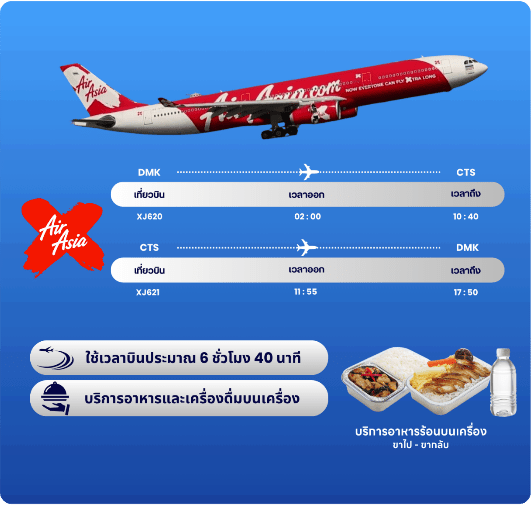 Air
Asia
AirAsia.com
NOW EVERYONE CAN FLY XTRA LONG
DMK
CTS
เที่ยวบิน
เวลาออก
เวลาถึง
XJ620
02 : 00
10 : 40
Air
Asia
CTS
DMK
เที่ยวบิน
เวลาออก
เวลาถึง
XJ621
11 : 55
17 : 50
ใช้เวลาบินประมาณ 6 ชั่วโมง 40 นาที
บริการอาหารและเครื่องดื่มบนเครื่อง
บริการอาหารร้อนบนเครื่อง
ขาไป - ขากลับ